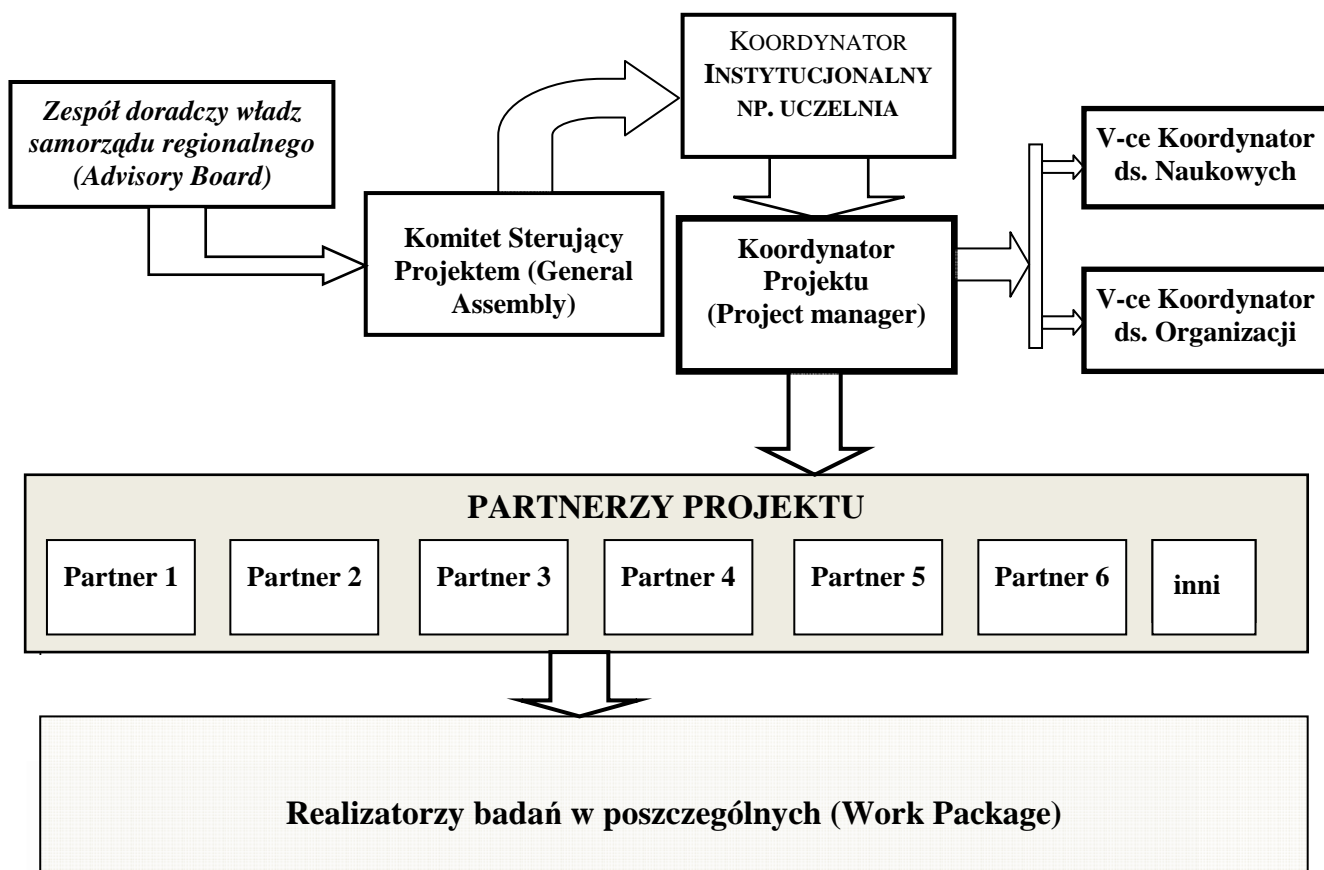 Zespół doradczy władz
samorządu regionalnego
(Advisory Board)
Komitet Sterujący
Projektem (General
Assembly)
KOORDYNATOR
INSTYTUCJONALNY
NP. UCZELNIA
Koordynator
Projektu
(Project manager)
V-ce Koordynator
ds. Naukowych
V-ce Koordynator
ds. Organizacji
PARTNERZY PROJEKTU
Partner 1
Partner 2
Partner 3
Partner 4
Partner 5
Partner 6
inni
Realizatorzy badań w poszczególnych (Work Package)